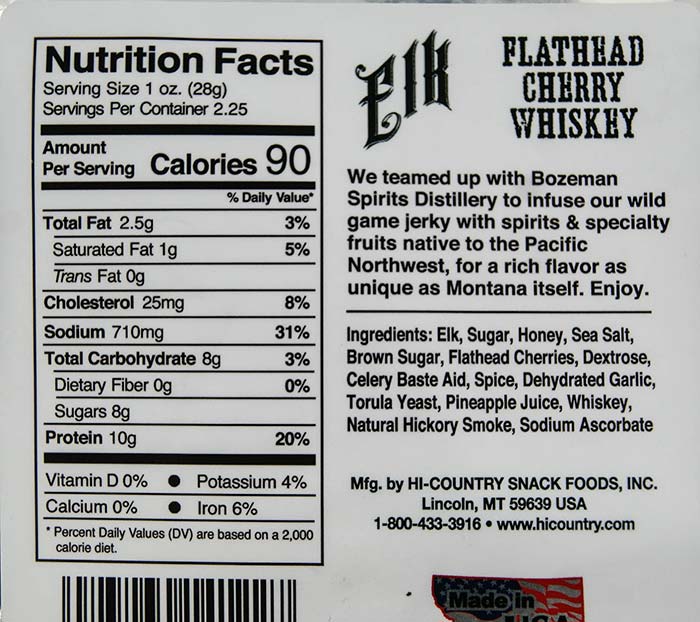 Nutrition Facts
Serving Size 1 oz. (28g)
Servings Per Container 2.25
Amount
Per Serving Calories 90
% Daily Value*
Total Fat 2.5g 3%
Saturated Fat 1g 5%
Trans Fat 0g
Cholesterol 25mg 8%
Sodium 710mg 31%
Total Carbohydrate 8g 3%
Dietary Fiber 0g 0%
Sugars 8g
Protein 10g 20%
Vitamin D 0% ● Potassium 4%
Calcium 0% ● Iron 6%
* Percent Daily Values (DV) are based on a 2,000
calorie diet.
Elk
FLATHEAD
CHERRY
WHISKEY
We teamed up with Bozeman
Spirits Distillery to infuse our wild
game jerky with spirits & specialty
fruits native to the Pacific
Northwest, for a rich flavor as
unique as Montana itself. Enjoy.
Ingredients: Elk, Sugar, Honey, Sea Salt,
Brown Sugar, Flathead Cherries, Dextrose,
Celery Baste Aid, Spice, Dehydrated Garlic,
Torula Yeast, Pineapple Juice, Whiskey,
Natural Hickory Smoke, Sodium Ascorbate
Mfg. by HI-COUNTRY SNACK FOODS, INC.
Lincoln, MT 59639 USA
1-800-433-3916 • www.hicountry.com
Made in
USA